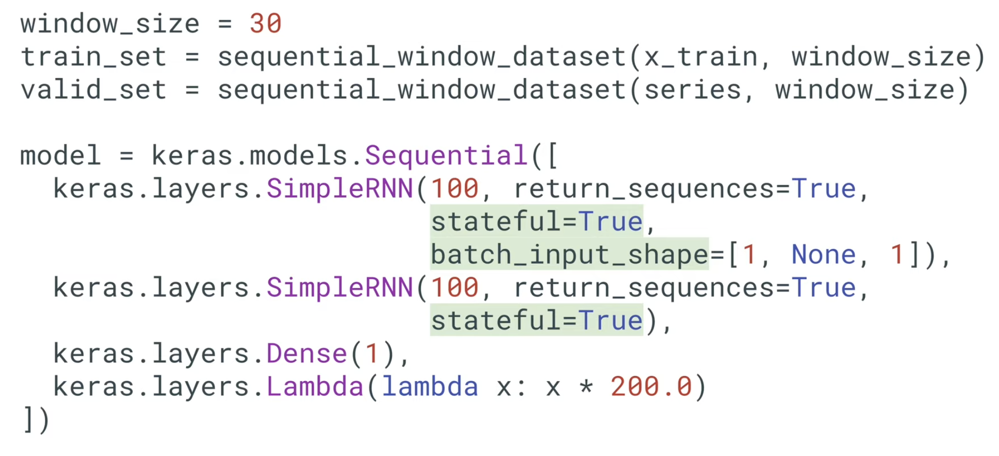 window_size = 30
train_set = sequential_window_dataset(x_train, window_size)
valid_set = sequential_window_dataset(series, window_size)
model = keras.models.Sequential([
  keras.layers.SimpleRNN(100, return_sequences=True,
                         stateful=True,
                         batch_input_shape=[1, None, 1]),
  keras.layers.SimpleRNN(100, return_sequences=True,
                         stateful=True),
  keras.layers.Dense(1),
  keras.layers.Lambda(lambda x: x * 200.0)
])